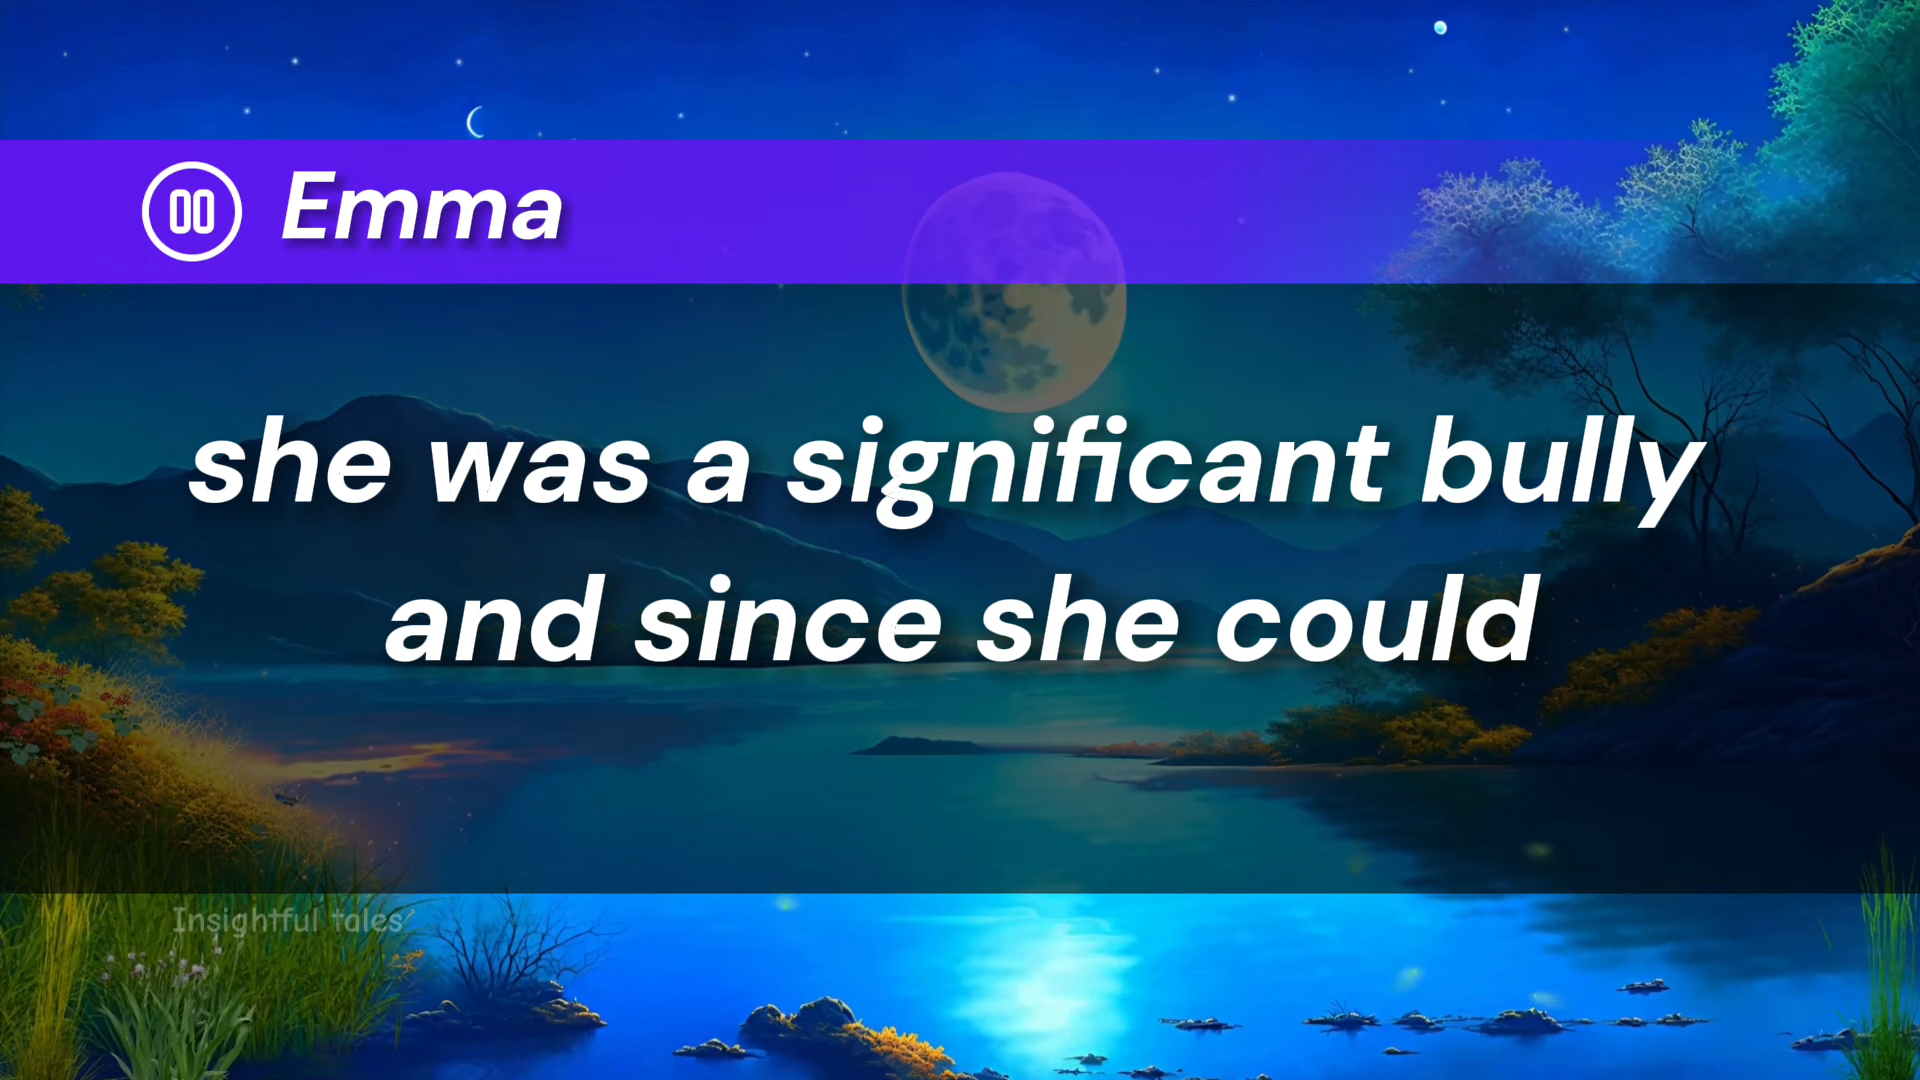 Emma
she was a significant bully
and since she could
Insightful tales